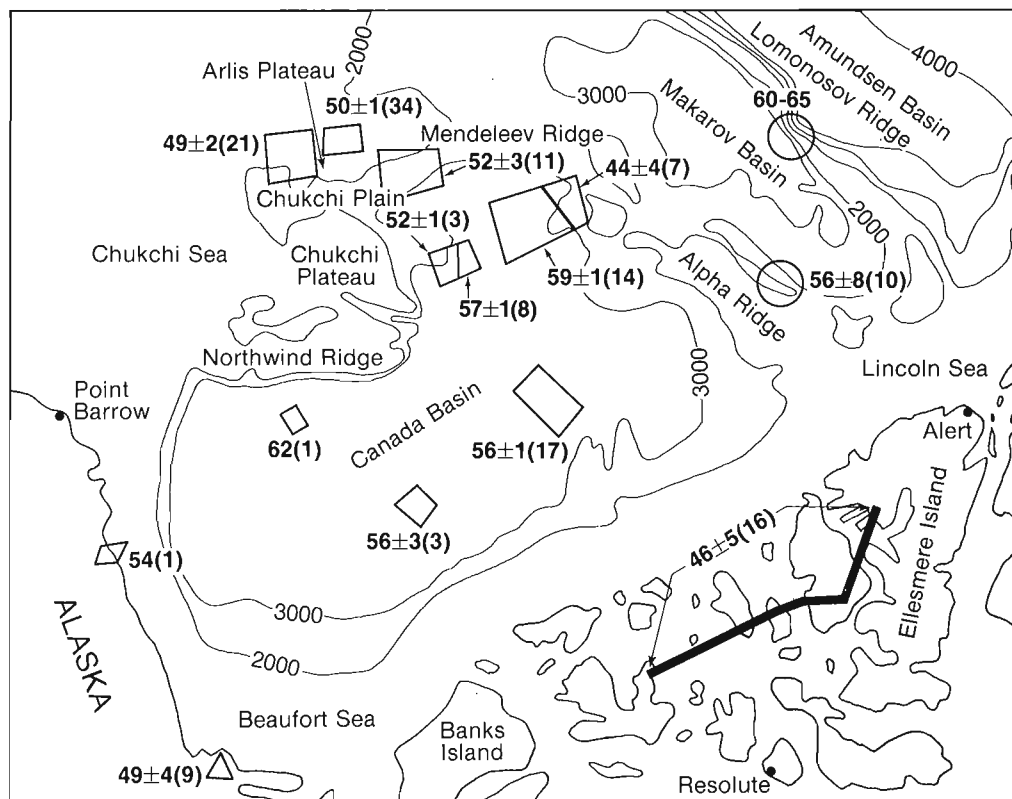 2000
4000
Amundsen Basin
Lomonosov Ridge
Arlis Plateau
3000
Makarov Basin
60-65
50±1(34)
Mendeleev Ridge
49±2(21)
52±3(11)
44±4(7)
Chukchi Plain
52±1(3)
2000
Chukchi Sea
Chukchi
Plateau
Alpha Ridge
59±1(14)
56±8(10)
57±1(8)
Northwind Ridge
3000
Lincoln Sea
Point
Barrow
Canada Basin
62(1)
56±1(17)
Alert
56±3(3)
46±5(16)
Ellesmere Island
54(1)
ALASKA
3000
2000
Beaufort Sea
Banks
Island
49±4(9)
Resolute